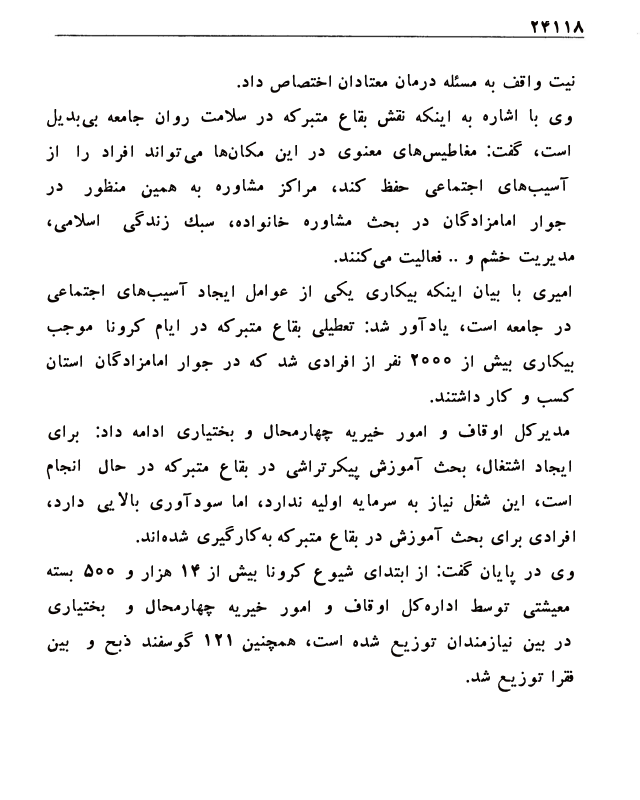 ۲۴۱۱۸
نیت واقف به مسئله درمان معتادان اختصاص داد.
وی با اشاره به اینکه نقش بقاع متبرکه در سلامت روان جامعه بی‌بدیل
است، گفت: مغاطیس‌های معنوی در این مکان‌ها می‌تواند افراد را از
آسیب‌های اجتماعی حفظ کند، مراکز مشاوره به همین منظور در
جوار امامزادگان در بحث مشاوره خانواده، سبك زندگی اسلامی،
مدیریت خشم و .. فعالیت می‌کنند.
امیری با بیان اینکه بیکاری یکی از عوامل ایجاد آسیب‌های اجتماعی
در جامعه است، یادآور شد: تعطیلی بقاع متبرکه در ایام کرونا موجب
بیکاری بیش از ۲۰۰۰ نفر از افرادی شد که در جوار امامزادگان استان
کسب و کار داشتند.
مدیرکل اوقاف و امور خیریه چهارمحال و بختیاری ادامه داد: برای
ایجاد اشتغال، بحث آموزش پیکرتراشی در بقاع متبرکه در حال انجام
است، این شغل نیاز به سرمایه اولیه ندارد، اما سودآوری بالایی دارد،
افرادی برای بحث آموزش در بقاع متبرکه به‌کارگیری شده‌اند.
وی در پایان گفت: از ابتدای شیوع کرونا بیش از ۱۴ هزار و ۵۰۰ بسته
معیشتی توسط اداره‌کل اوقاف و امور خیریه چهارمحال و بختیاری
در بین نیازمندان توزیع شده است، همچنین ۱۲۱ گوسفند ذبح و بین
فقرا توزیع شد.